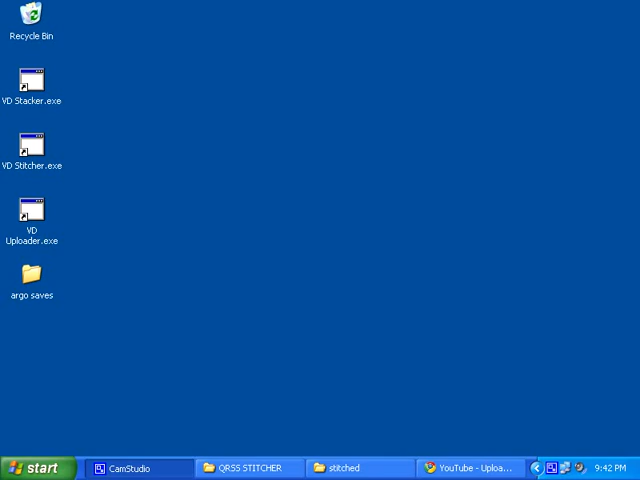 Recycle Bin
VD Stacker.exe
VD Stitcher.exe
VD
Uploader.exe
argo saves
start
CamStudio
QRSS STITCHER
stitched
YouTube - Uploa...
9:42 PM